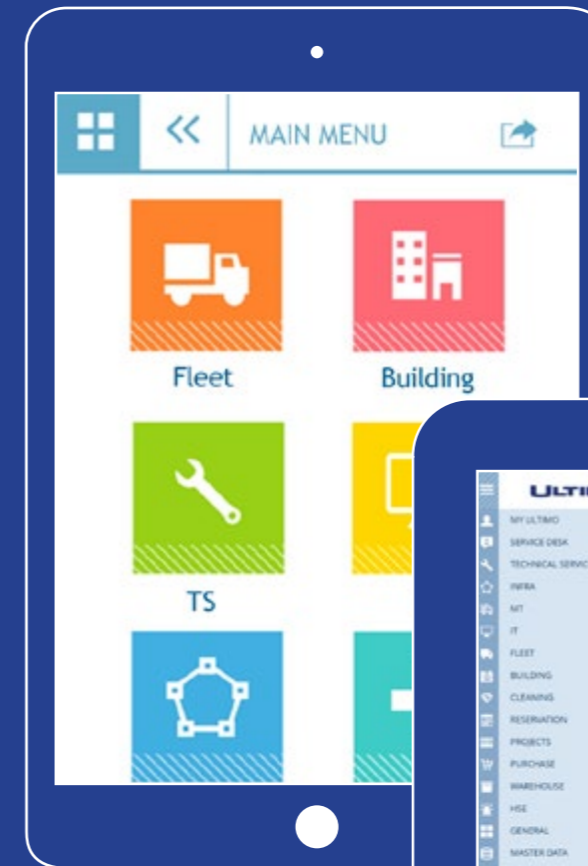 MAIN MENU
Fleet
Building
TS
MY ULTIMO
SERVICE DESK
INFRA
MT
IT
FLEET
BUILDING
CLEANING
RESERVATION
PROJECTS
PURCHASE
WAREHOUSE
HSE
GENERAL
MASTER DATA